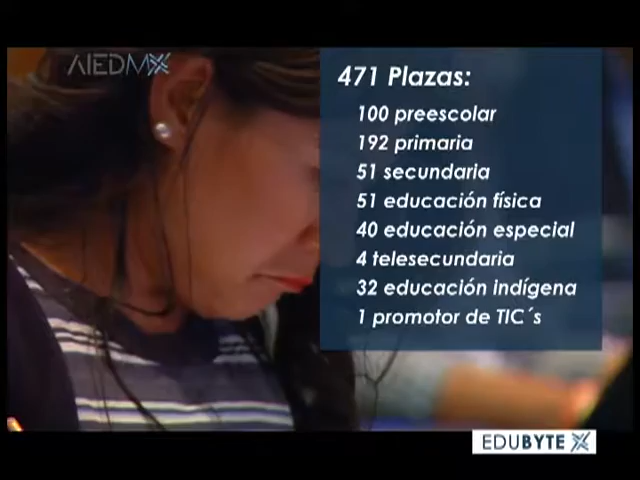 AIEDMX
471 Plazas:
100 preescolar
192 primaria
51 secundaria
51 educación física
40 educación especial
4 telesecundaria
32 educación indígena
1 promotor de TIC´s
EDUBYTE